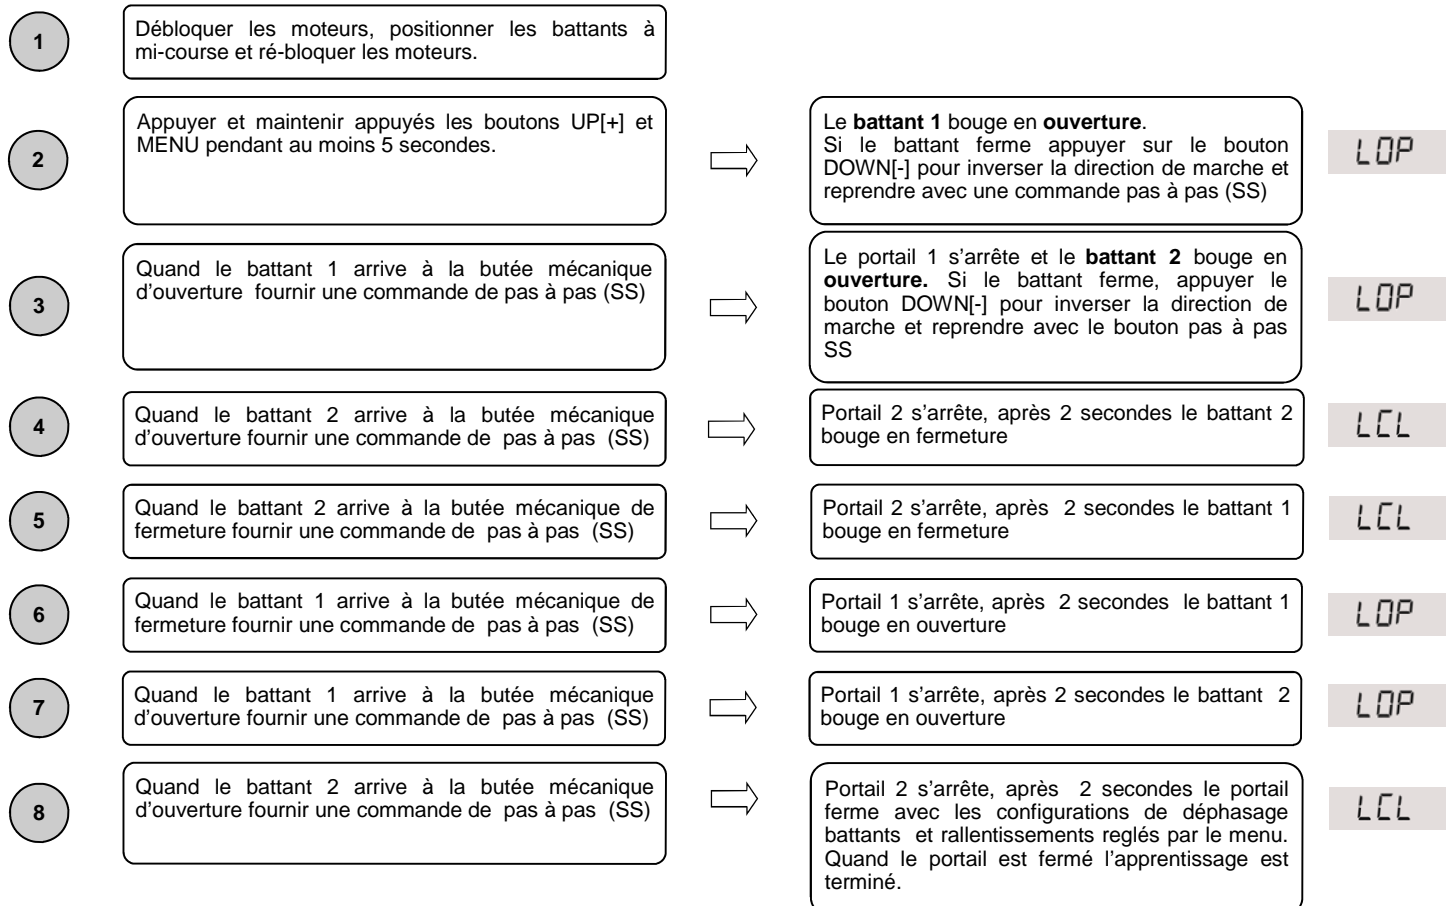 1
Débloquer les moteurs, positionner les battants à
mi-course et ré-bloquer les moteurs.
2
Appuyer et maintenir appuyés les boutons UP[+] et
MENU pendant au moins 5 secondes.
Le battant 1 bouge en ouverture.
Si le battant ferme appuyer sur le bouton
DOWN[-] pour inverser la direction de marche et
reprendre avec une commande pas à pas (SS)
LOP
3
Quand le battant 1 arrive à la butée mécanique
d’ouverture fournir une commande de pas à pas (SS)
Le portail 1 s’arrête et le battant 2 bouge en
ouverture. Si le battant ferme, appuyer le
bouton DOWN[-] pour inverser la direction de
marche et reprendre avec le bouton pas à pas
SS
LOP
4
Quand le battant 2 arrive à la butée mécanique
d’ouverture fournir une commande de pas à pas (SS)
Portail 2 s’arrête, après 2 secondes le battant 2
bouge en fermeture
LCL
5
Quand le battant 2 arrive à la butée mécanique de
fermeture fournir une commande de pas à pas (SS)
Portail 2 s’arrête, après 2 secondes le battant 1
bouge en fermeture
LCL
6
Quand le battant 1 arrive à la butée mécanique de
fermeture fournir une commande de pas à pas (SS)
Portail 1 s’arrête, après 2 secondes le battant 1
bouge en ouverture
LOP
7
Quand le battant 1 arrive à la butée mécanique
d’ouverture fournir une commande de pas à pas (SS)
Portail 1 s’arrête, après 2 secondes le battant 2
bouge en ouverture
LOP
8
Quand le battant 2 arrive à la butée mécanique
d’ouverture fournir une commande de pas à pas (SS)
Portail 2 s’arrête, après 2 secondes le portail
ferme avec les configurations de déphasage
battants et rallentissements reglés par le menu.
Quand le portail est fermé l’apprentissage est
terminé.
LCL